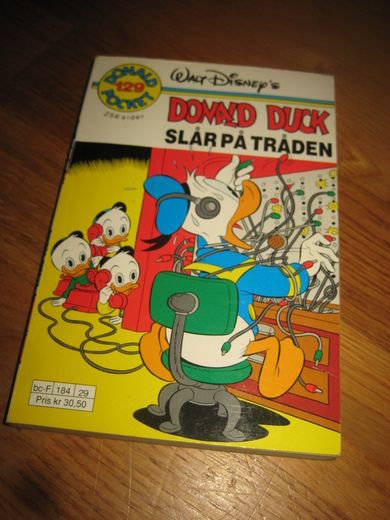 DONALD
129
POCKET
256 sider
WALT DISNEY'S
DONALD DUCK
SLÅR PÅ TRÅDEN
bc-F 184 29
Pris kr 30,50